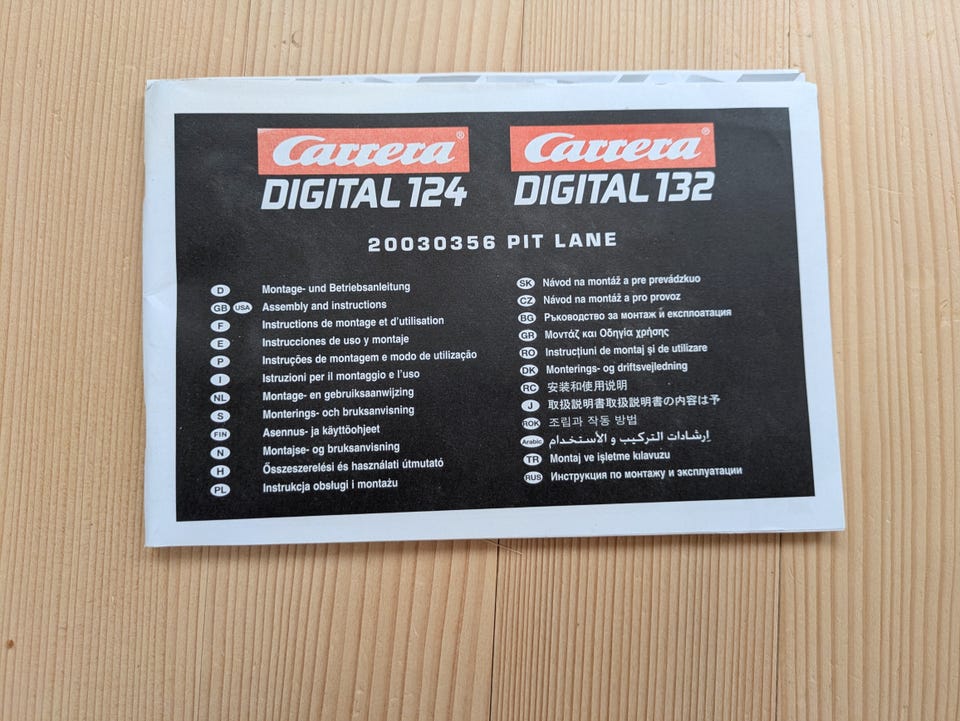 Carrera®
DIGITAL 124
Carrera®
DIGITAL 132
20030356 PIT LANE
D Montage- und Betriebsanleitung
GB USA Assembly and instructions
F Instructions de montage et d'utilisation
E Instrucciones de uso y montaje
P Instruções de montagem e modo de utilização
I Istruzioni per il montaggio e l'uso
NL Montage- en gebruiksaanwijzing
S Monterings- och bruksanvisning
FIN Asennus- ja käyttöohjeet
N Montasje- og bruksanvisning
H Összeszerelési és használati útmutató
PL Instrukcja obsługi i montażu
SK Návod na montáž a pre prevádzkuo
CZ Návod na montáž a pro provoz
BG Ръководство за монтаж и експлоатация
GR Μοντάζ και Οδηγία χρήσης
RO Instrucţiuni de montaj şi de utilizare
DK Monterings- og driftsvejledning
RC 安装和使用说明
J 取扱説明書取扱説明書の内容は予
ROK 조립과 작동 방법
Arabic إرشادات التركيب و الأستخدام
TR Montaj ve işletme kılavuzu
RUS Инструкция по монтажу и эксплуатации